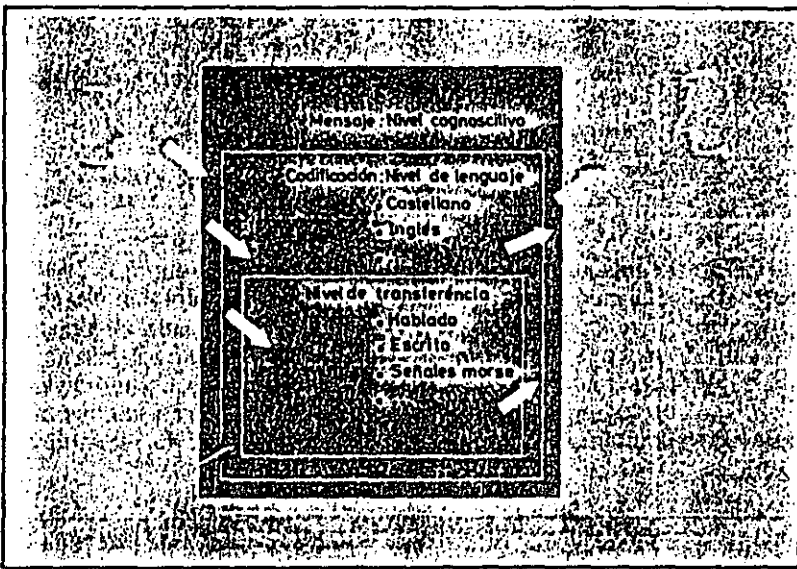 Mensaje :Nivel cognoscitivo
Codificación :Nivel de lenguaje
• Castellano
• Inglés
•
Nivel de transferencia
• Hablado
• Escrito
• Señales morse
•